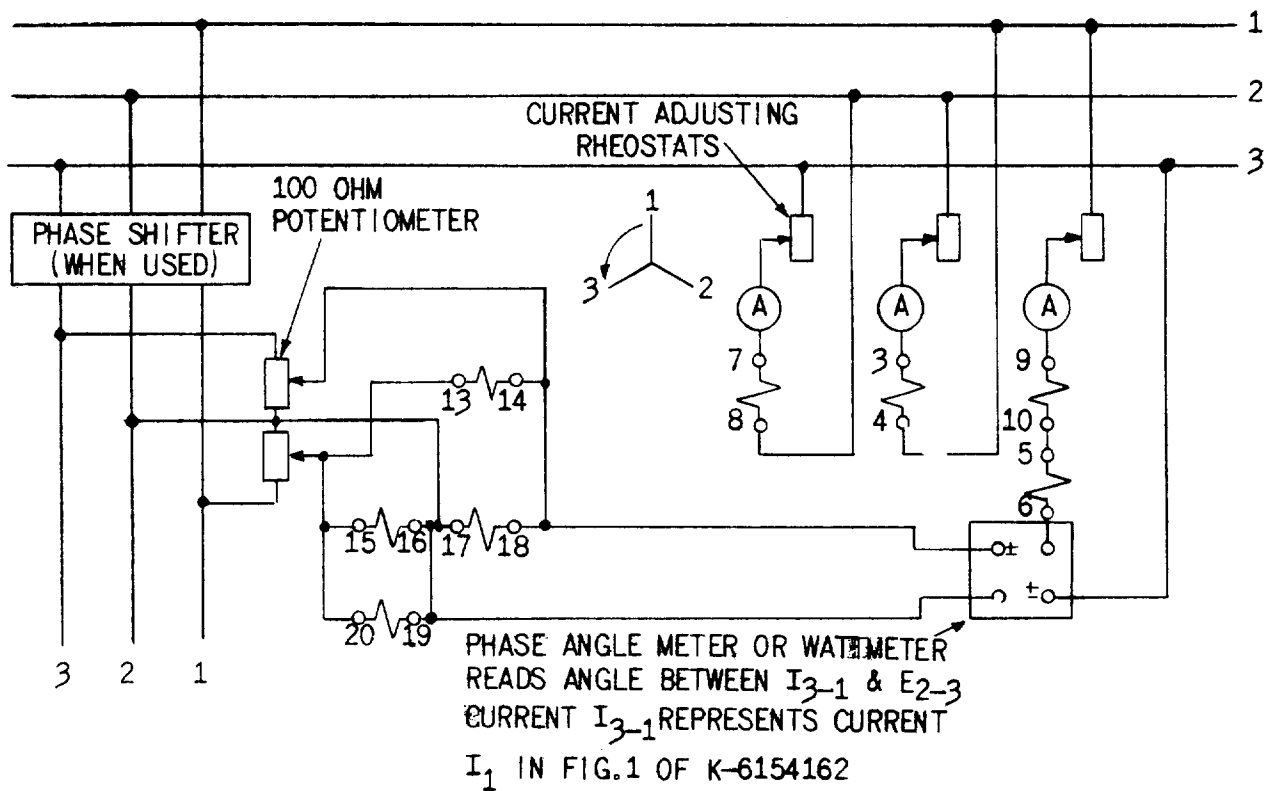 1
2
3
CURRENT ADJUSTING
RHEOSTATS
100 OHM
POTENTIOMETER
PHASE SHIFTER
(WHEN USED)
1
3
2
A
A
A
7
3
9
13
14
8
4
10
5
6
15
16
17
18
±
±
20
19
3
2
1
PHASE ANGLE METER OR WATTMETER
READS ANGLE BETWEEN I3-1 & E2-3
CURRENT I3-1 REPRESENTS CURRENT
I1 IN FIG.1 OF K-6154162